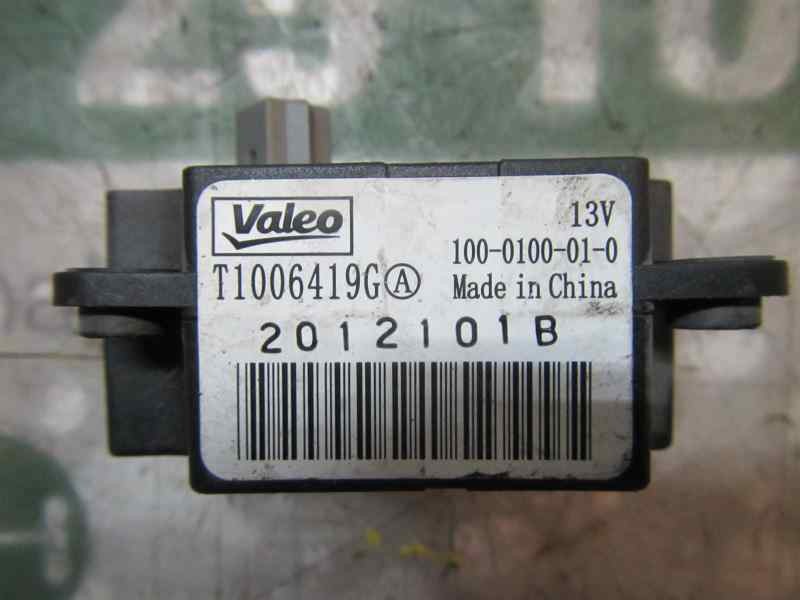 Valeo
13V
100-0100-01-0
T1006419GⒶ
Made in China
2012101B